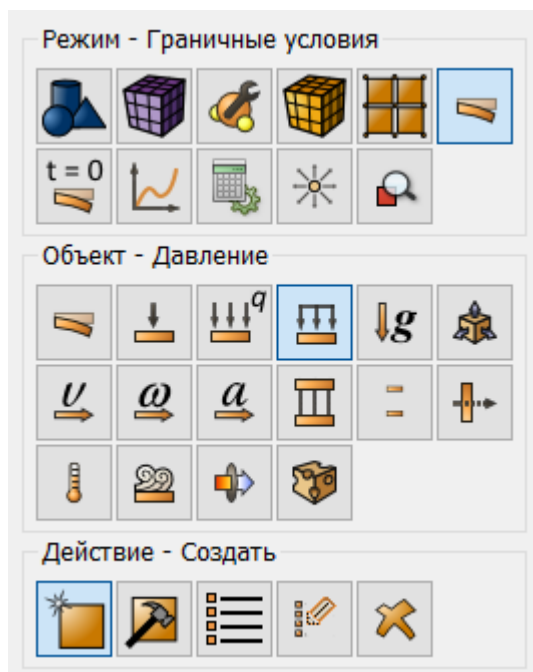 Режим - Граничные условия
t = 0
Объект - Давление
q
g
υ ω a
Действие - Создать